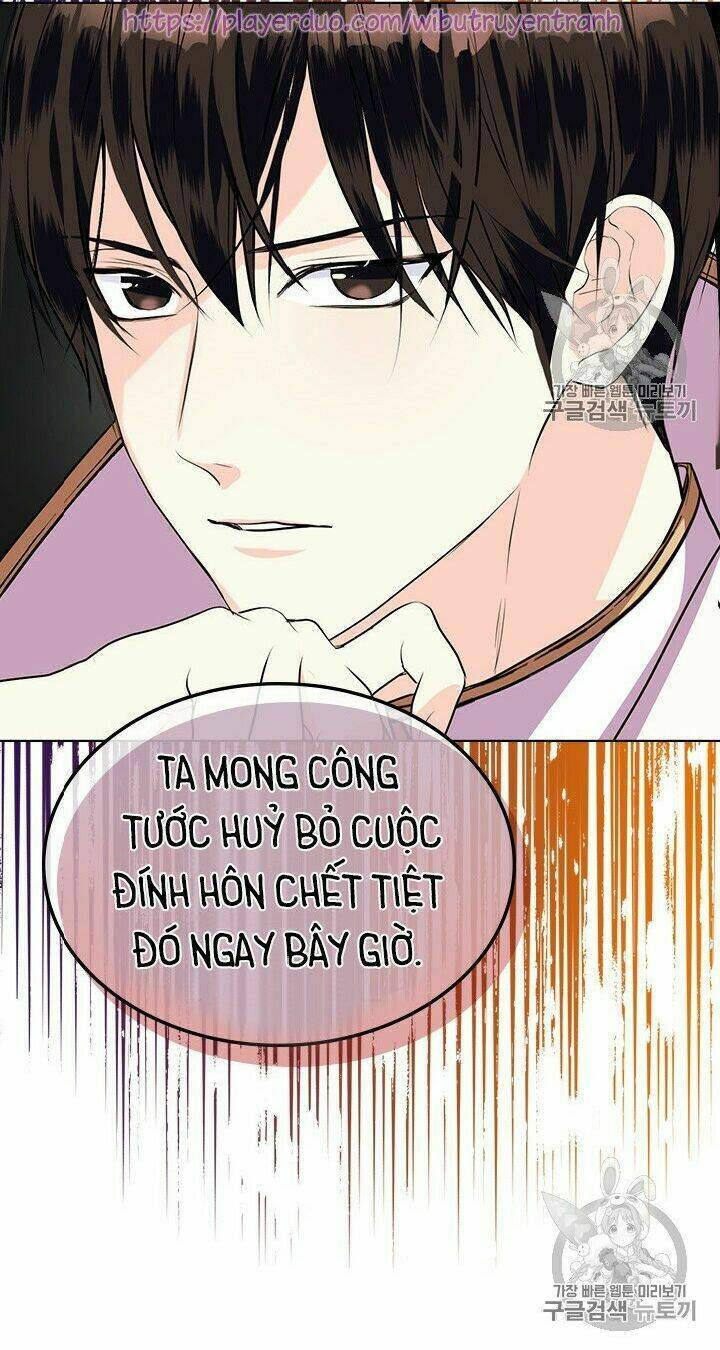 https://playerduo.com/wibutruyentranh
가장 빠른 웹툰 미리보기
구글검색 뉴토끼
TA MONG CÔNG
TƯỚC HUỶ BỎ CUỘC
ĐÍNH HÔN CHẾT TIỆT
ĐÓ NGAY BÂY GIỜ.
가장 빠른 웹툰 미리보기
구글검색 뉴토끼